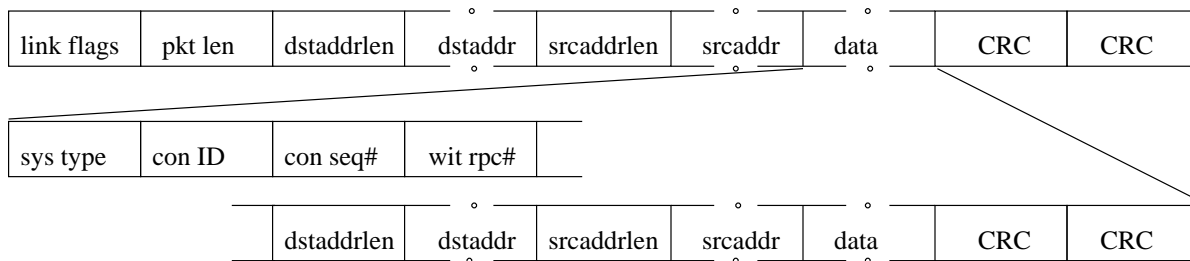 link flags pkt len dstaddrlen dstaddr srcaddrlen srcaddr data CRC CRC
sys type con ID con seq# wit rpc#
dstaddrlen dstaddr srcaddrlen srcaddr data CRC CRC